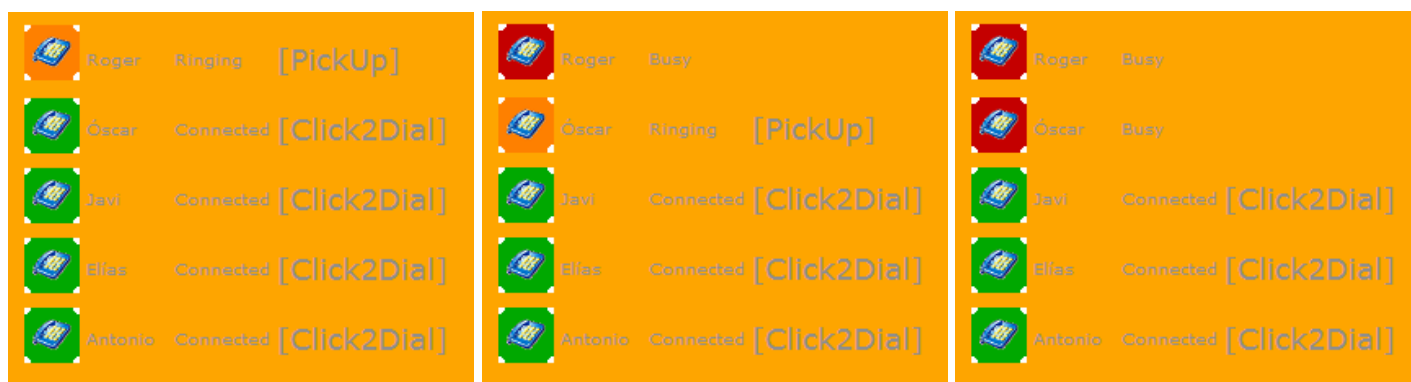 Roger Ringing [PickUp]
Óscar Connected [Click2Dial]
Javi Connected [Click2Dial]
Elías Connected [Click2Dial]
Antonio Connected [Click2Dial]
Roger Busy
Óscar Ringing [PickUp]
Javi Connected [Click2Dial]
Elías Connected [Click2Dial]
Antonio Connected [Click2Dial]
Roger Busy
Óscar Busy
Javi Connected [Click2Dial]
Elías Connected [Click2Dial]
Antonio Connected [Click2Dial]